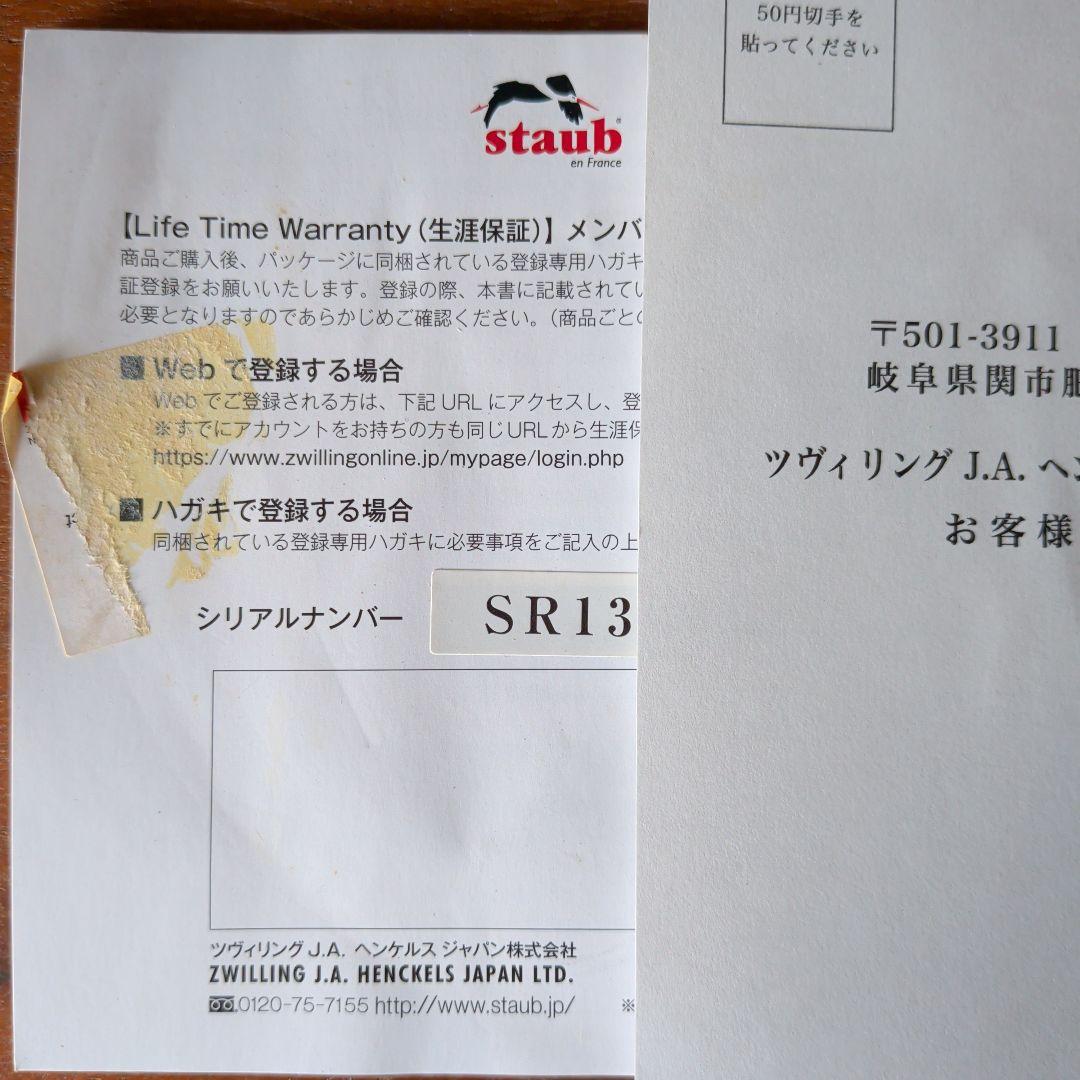 staub®
en France
【Life Time Warranty(生涯保証)】メンバ
商品ご購入後、パッケージに同梱されている登録専用ハガキ
証登録をお願いいたします。登録の際、本書に記載されてい
必要となりますのであらかじめご確認ください。(商品ごとの
■ Webで登録する場合
Webでご登録される方は、下記URLにアクセスし、登
※すでにアカウントをお持ちの方も同じURLから生涯保
https://www.zwillingonline.jp/mypage/login.php
■ ハガキで登録する場合
同梱されている登録専用ハガキに必要事項をご記入の上
シリアルナンバー
SR13
ツヴィリング J.A. ヘンケルス ジャパン株式会社
ZWILLING J.A. HENCKELS JAPAN LTD.
0120-75-7155 http://www.staub.jp/ ※
50円切手を
貼ってください
〒501-3911
岐阜県関市肥
ツヴィリング J.A. ヘン
お客様